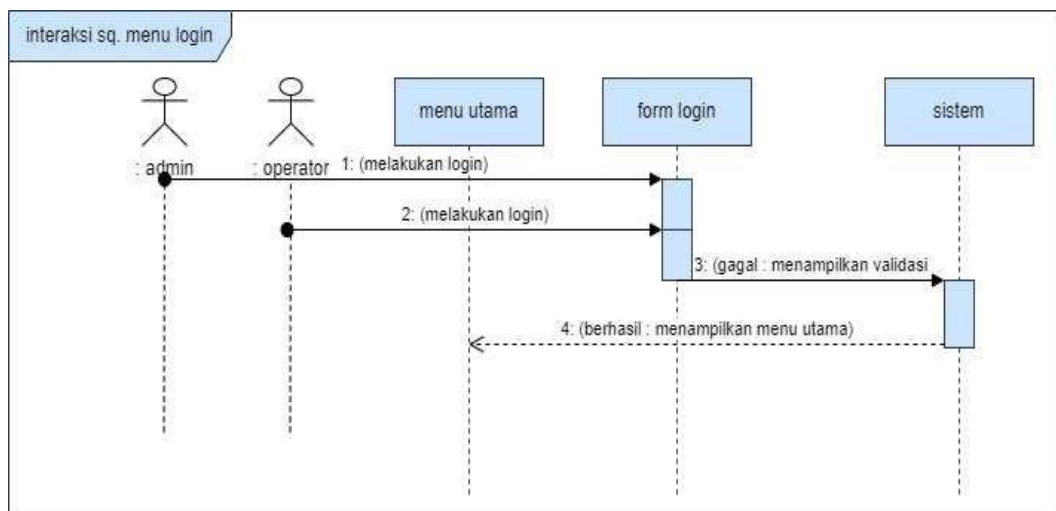 interaksi sq. menu login
menu utama
form login
sistem
: admin
: operator
1: (melakukan login)
2: (melakukan login)
3: (gagal : menampilkan validasi
4: (berhasil : menampilkan menu utama)